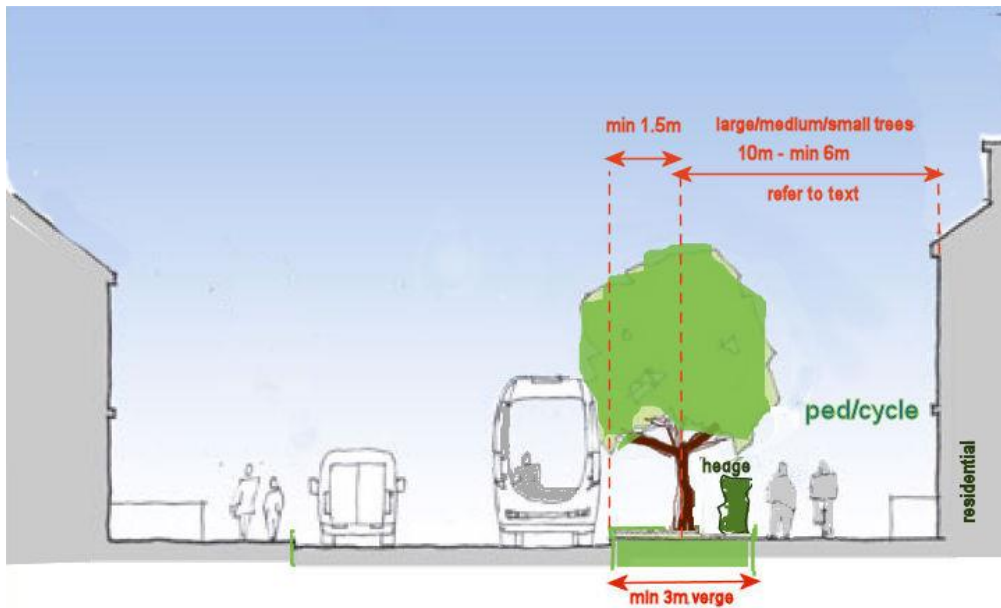 min 1.5m
large/medium/small trees
10m - min 6m
refer to text
ped/cycle
hedge
residential
min 3m verge